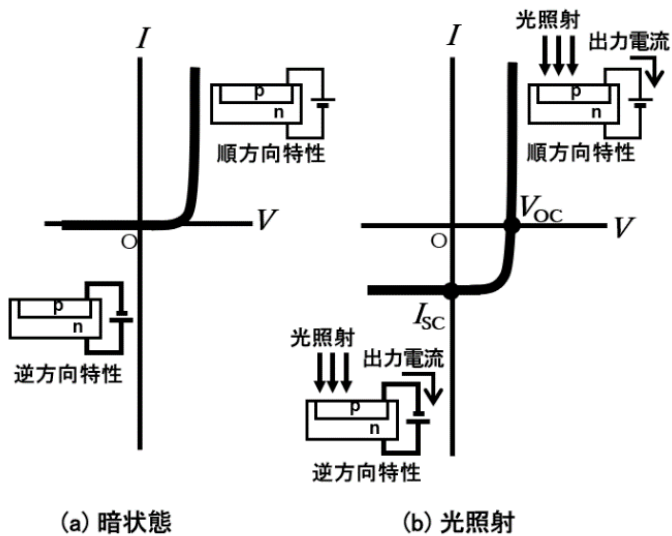 I
p
n
順方向特性
O
V
p
n
逆方向特性
(a) 暗状態
I
光照射
出力電流
p
n
順方向特性
V_OC
O
V
I_SC
光照射
出力電流
p
n
逆方向特性
(b) 光照射